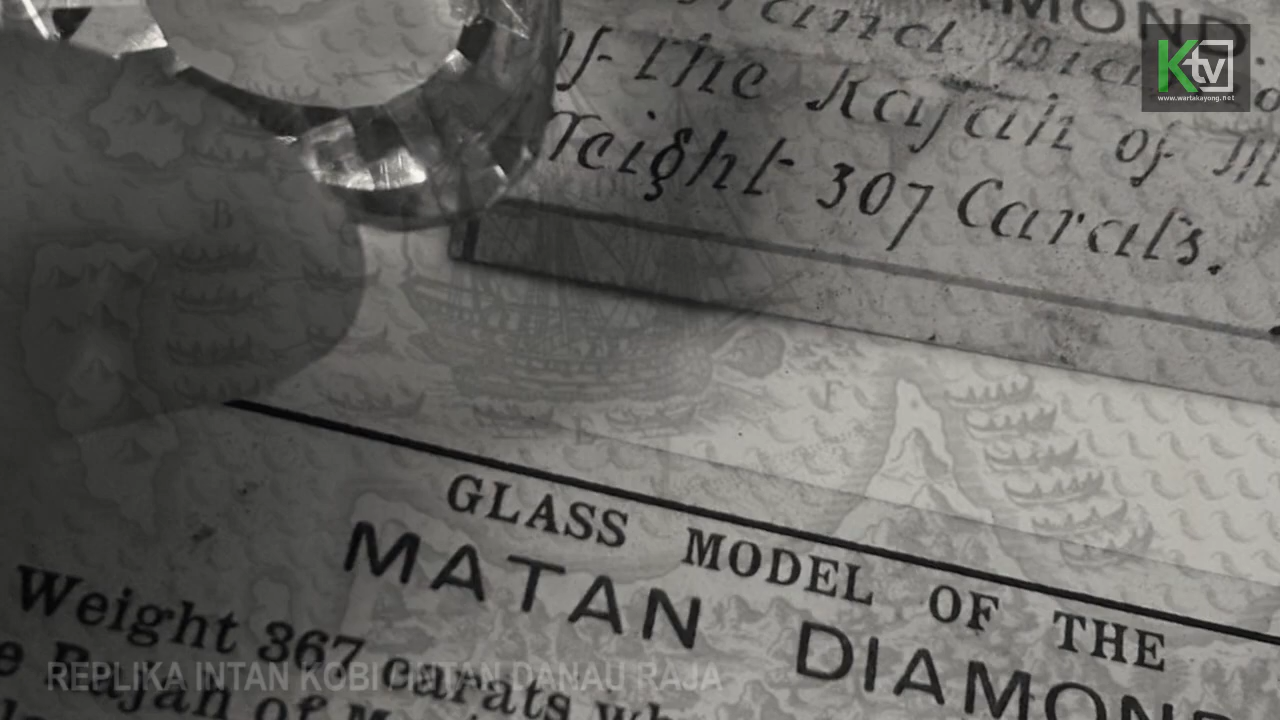 DIAMOND.
Ktv
www.wartakayong.net
of the Rajah of
Weight 307 Carats.
GLASS MODEL OF THE
MATAN DIAMOND
Weight 367 carats
Rajah of
REPLIKA INTAN KOBI INTAN DANAU RAJA